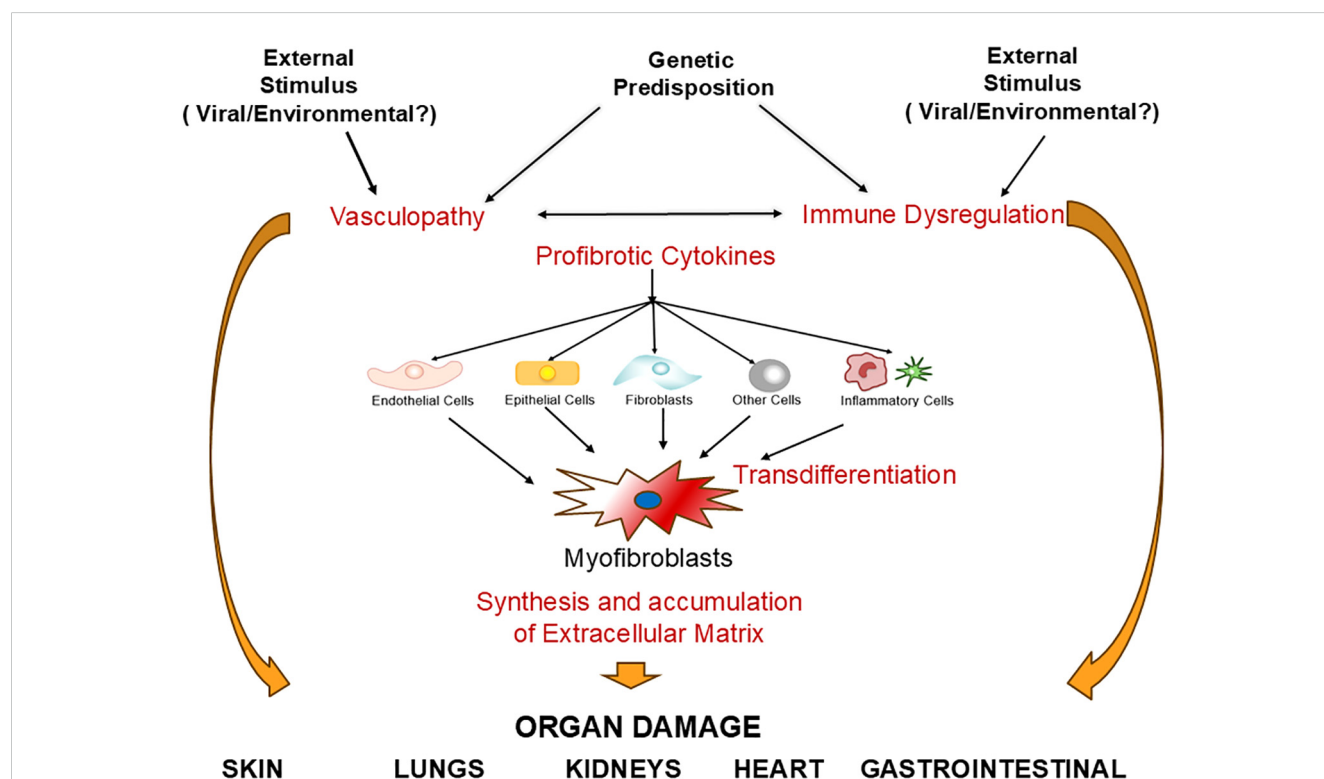 External
Stimulus
( Viral/Environmental?)
Genetic
Predisposition
External
Stimulus
( Viral/Environmental?)
Vasculopathy
Immune Dysregulation
Profibrotic Cytokines
Endothelial Cells
Epithelial Cells
Fibroblasts
Other Cells
Inflammatory Cells
Transdifferentiation
Myofibroblasts
Synthesis and accumulation
of Extracellular Matrix
ORGAN DAMAGE
SKIN LUNGS KIDNEYS HEART GASTROINTESTINAL